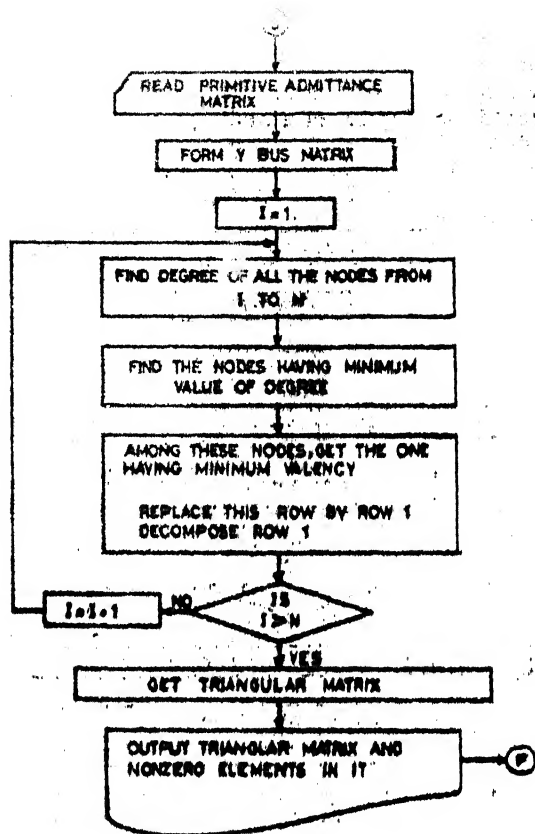 READ PRIMITIVE ADMITTANCE
MATRIX
FORM Y BUS MATRIX
I = 1.
FIND DEGREE OF ALL THE NODES FROM
I TO N
FIND THE NODES HAVING MINIMUM
VALUE OF DEGREE
AMONG THESE NODES, GET THE ONE
HAVING MINIMUM VALENCY
REPLACE THIS ROW BY ROW 1
DECOMPOSE ROW 1
IS
I > N
NO
YES
GET TRIANGULAR MATRIX
OUTPUT TRIANGULAR MATRIX AND
NONZERO ELEMENTS IN IT